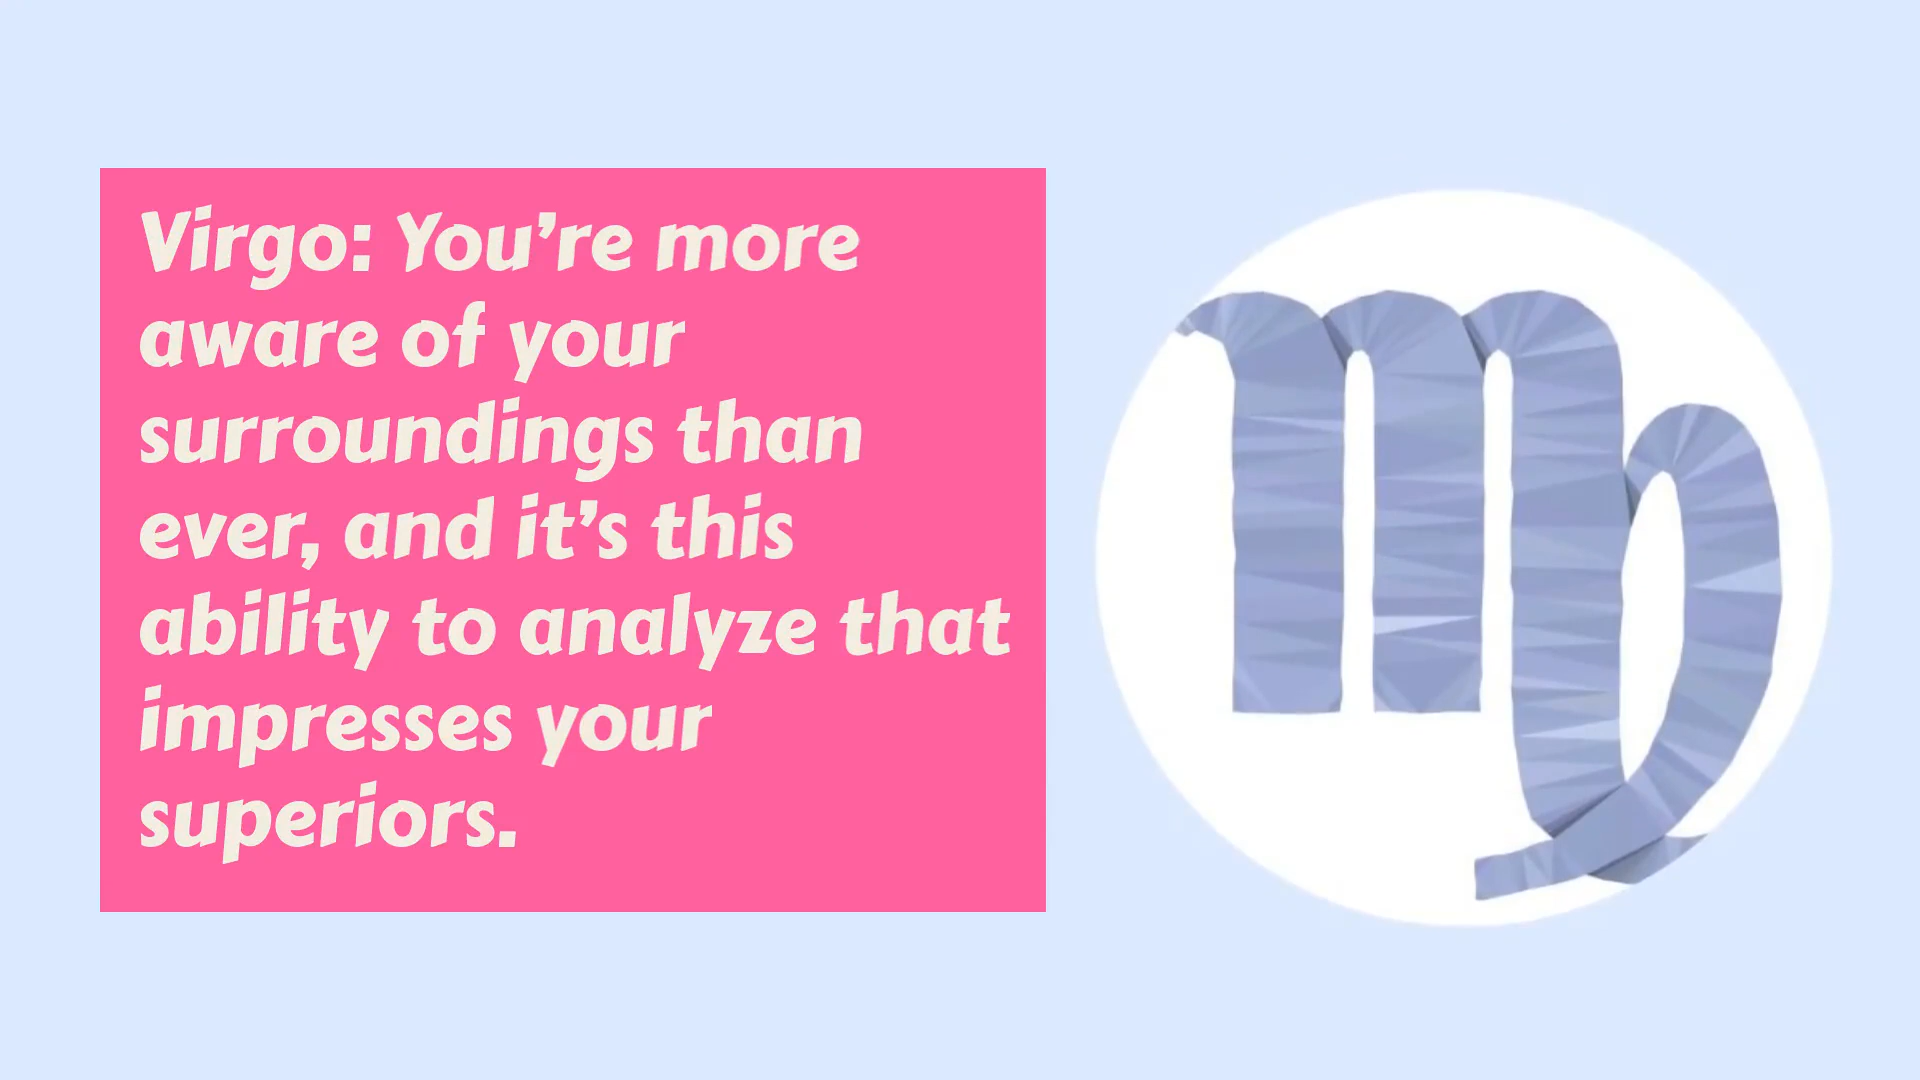 Virgo: You’re more
aware of your
surroundings than
ever, and it’s this
ability to analyze that
impresses your
superiors.